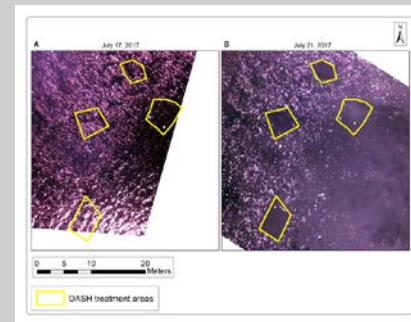 N
A
July 17, 2017
B
July 21, 2017
0 5 10 20
Meters
DASH treatment areas